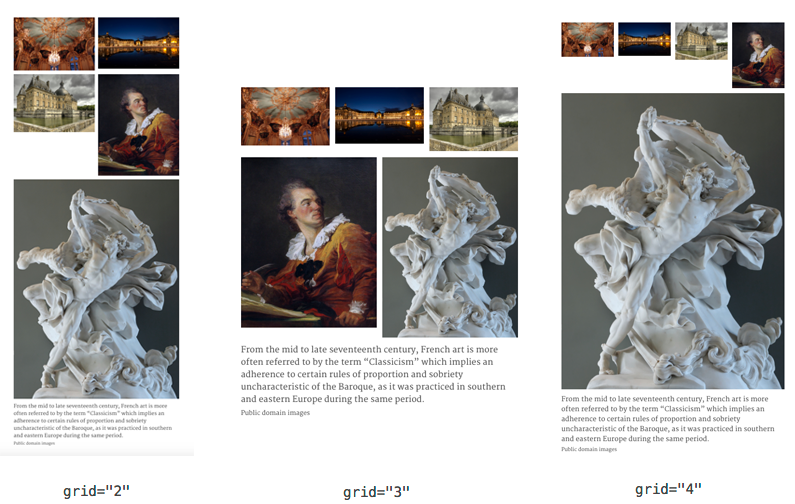 From the mid to late seventeenth century, French art is more
often referred to by the term “Classicism” which implies an
adherence to certain rules of proportion and sobriety
uncharacteristic of the Baroque, as it was practiced in southern
and eastern Europe during the same period.
Public domain images
grid="2"
From the mid to late seventeenth century, French art is more
often referred to by the term “Classicism” which implies an
adherence to certain rules of proportion and sobriety
uncharacteristic of the Baroque, as it was practiced in southern
and eastern Europe during the same period.
Public domain images
grid="3"
From the mid to late seventeenth century, French art is more
often referred to by the term “Classicism” which implies an
adherence to certain rules of proportion and sobriety
uncharacteristic of the Baroque, as it was practiced in southern
and eastern Europe during the same period.
Public domain images
grid="4"